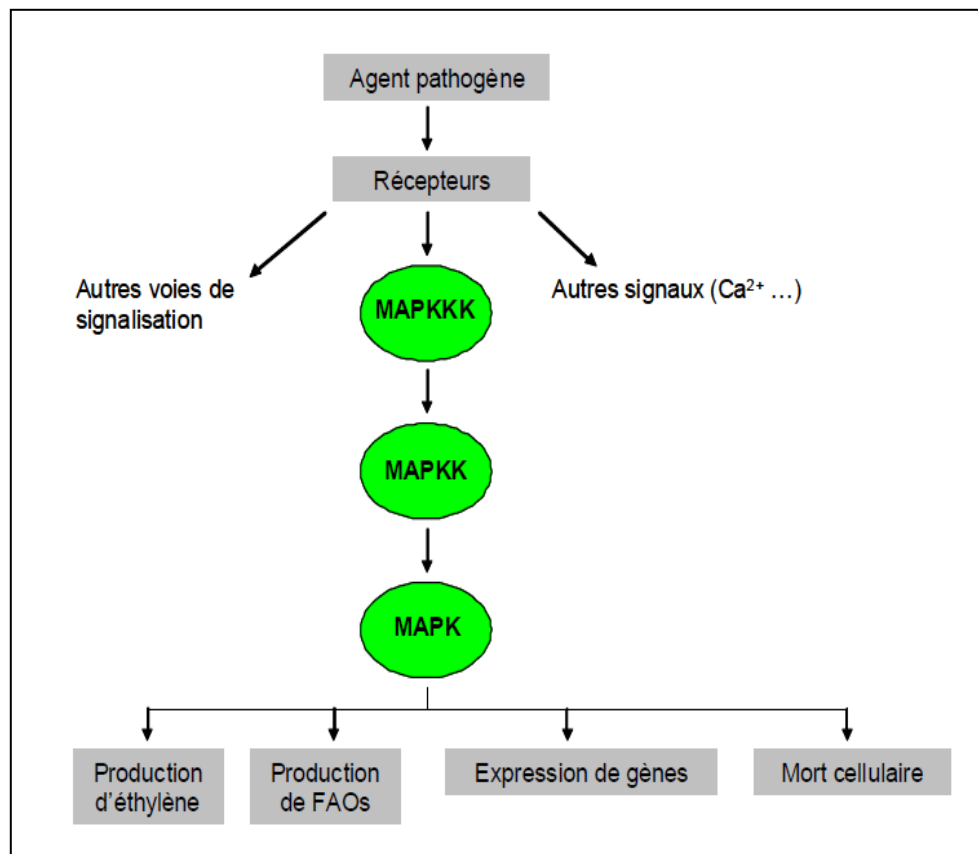 Agent pathogène
Récepteurs
Autres voies de
signalisation
Autres signaux (Ca²⁺ …)
MAPKKK
MAPKK
MAPK
Production
d'éthylène
Production
de FAOs
Expression de gènes
Mort cellulaire